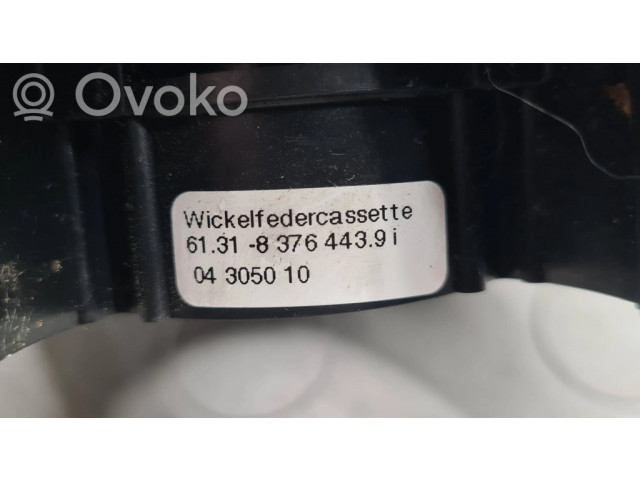 Ovoko
Wickelfedercassette
61.31 -8 376 443.9 i
04 3050 10